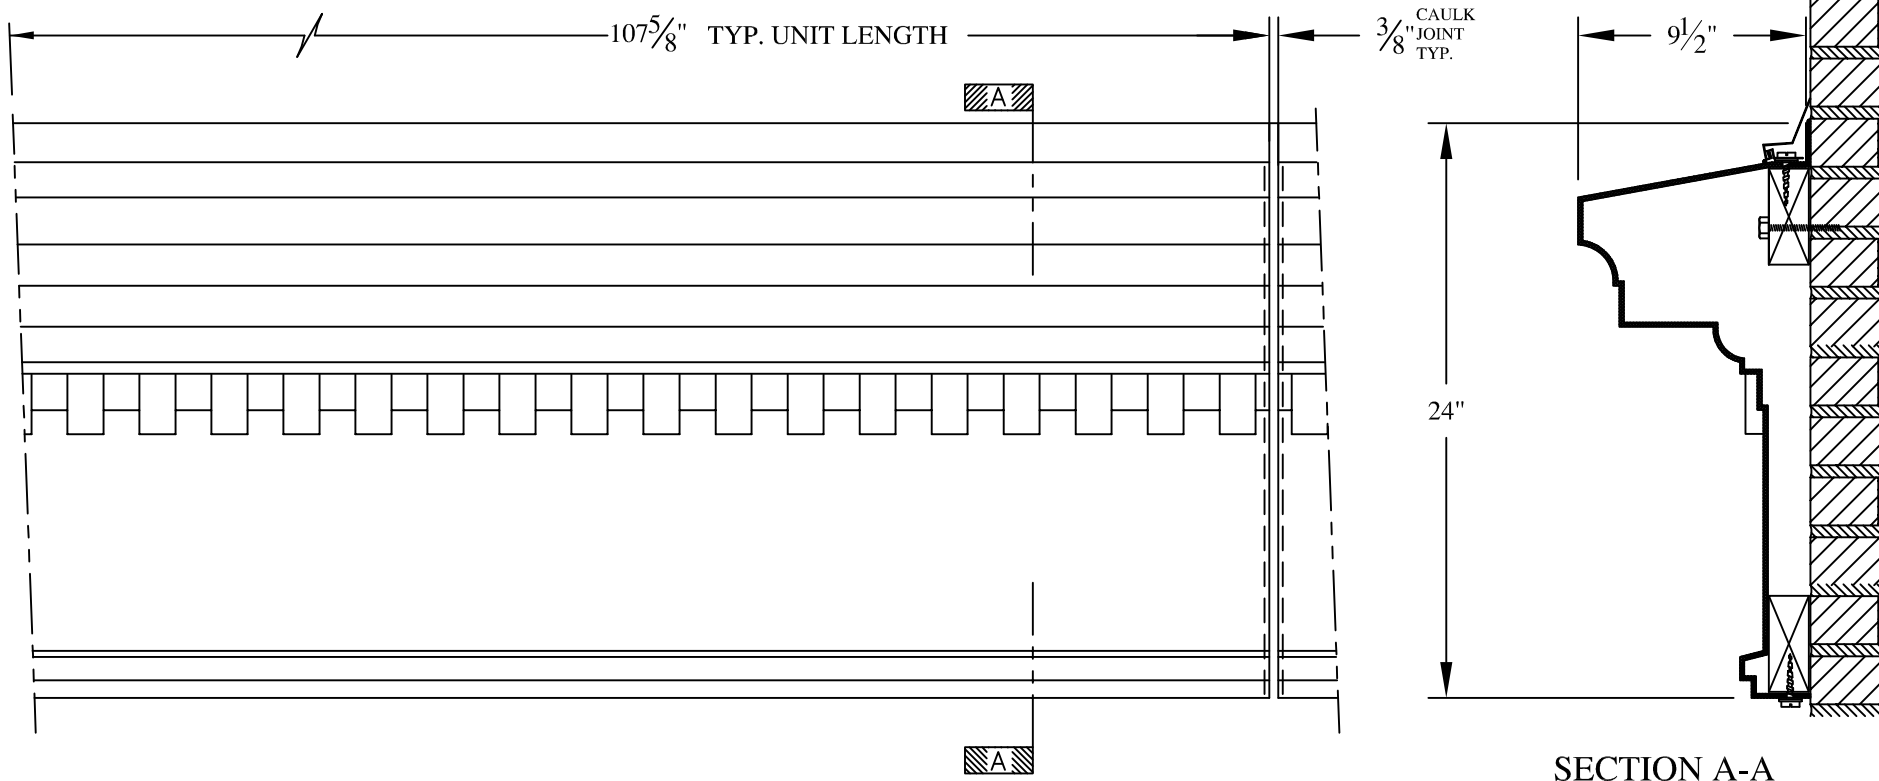 107⅝" TYP. UNIT LENGTH
⅜" CAULK
JOINT
TYP.
9½"
A
24"
A
SECTION A-A